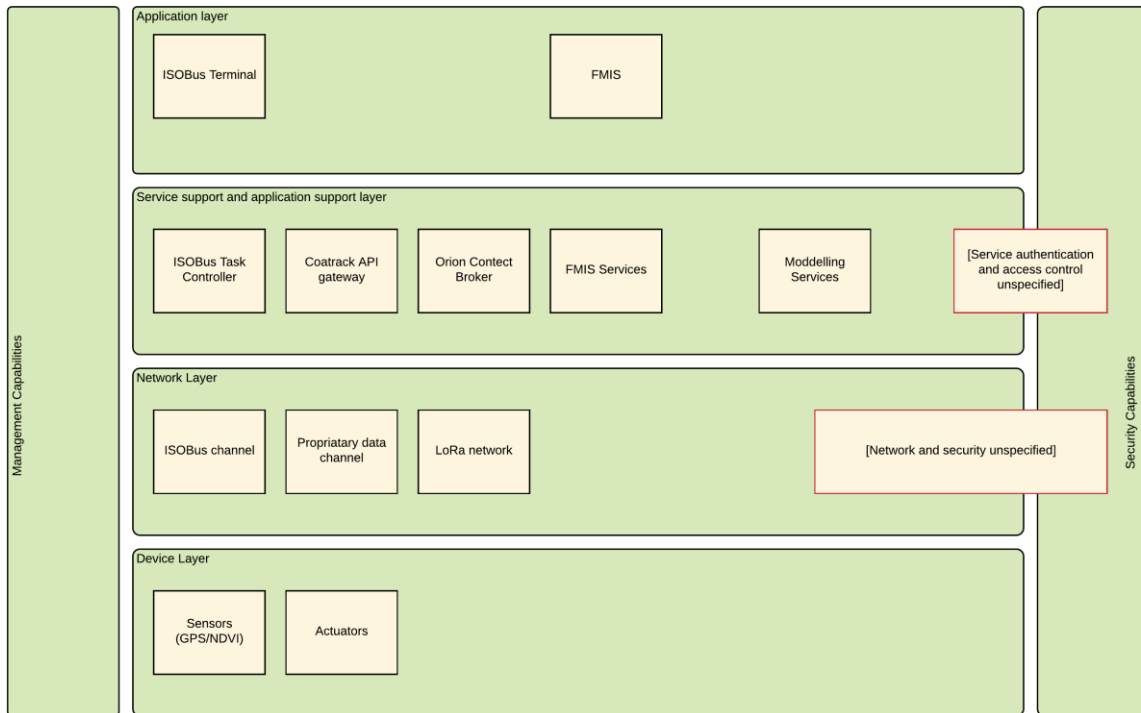 Application layer
ISOBus Terminal
FMIS
Service support and application support layer
ISOBus Task
Controller
Coatrack API
gateway
Orion Contect
Broker
FMIS Services
Moddelling
Services
[Service authentication
and access control
unspecified]
Management Capabilities
Security Capabilities
Network Layer
ISOBus channel
Propriatary data
channel
LoRa network
[Network and security unspecified]
Device Layer
Sensors
(GPS/NDVI)
Actuators